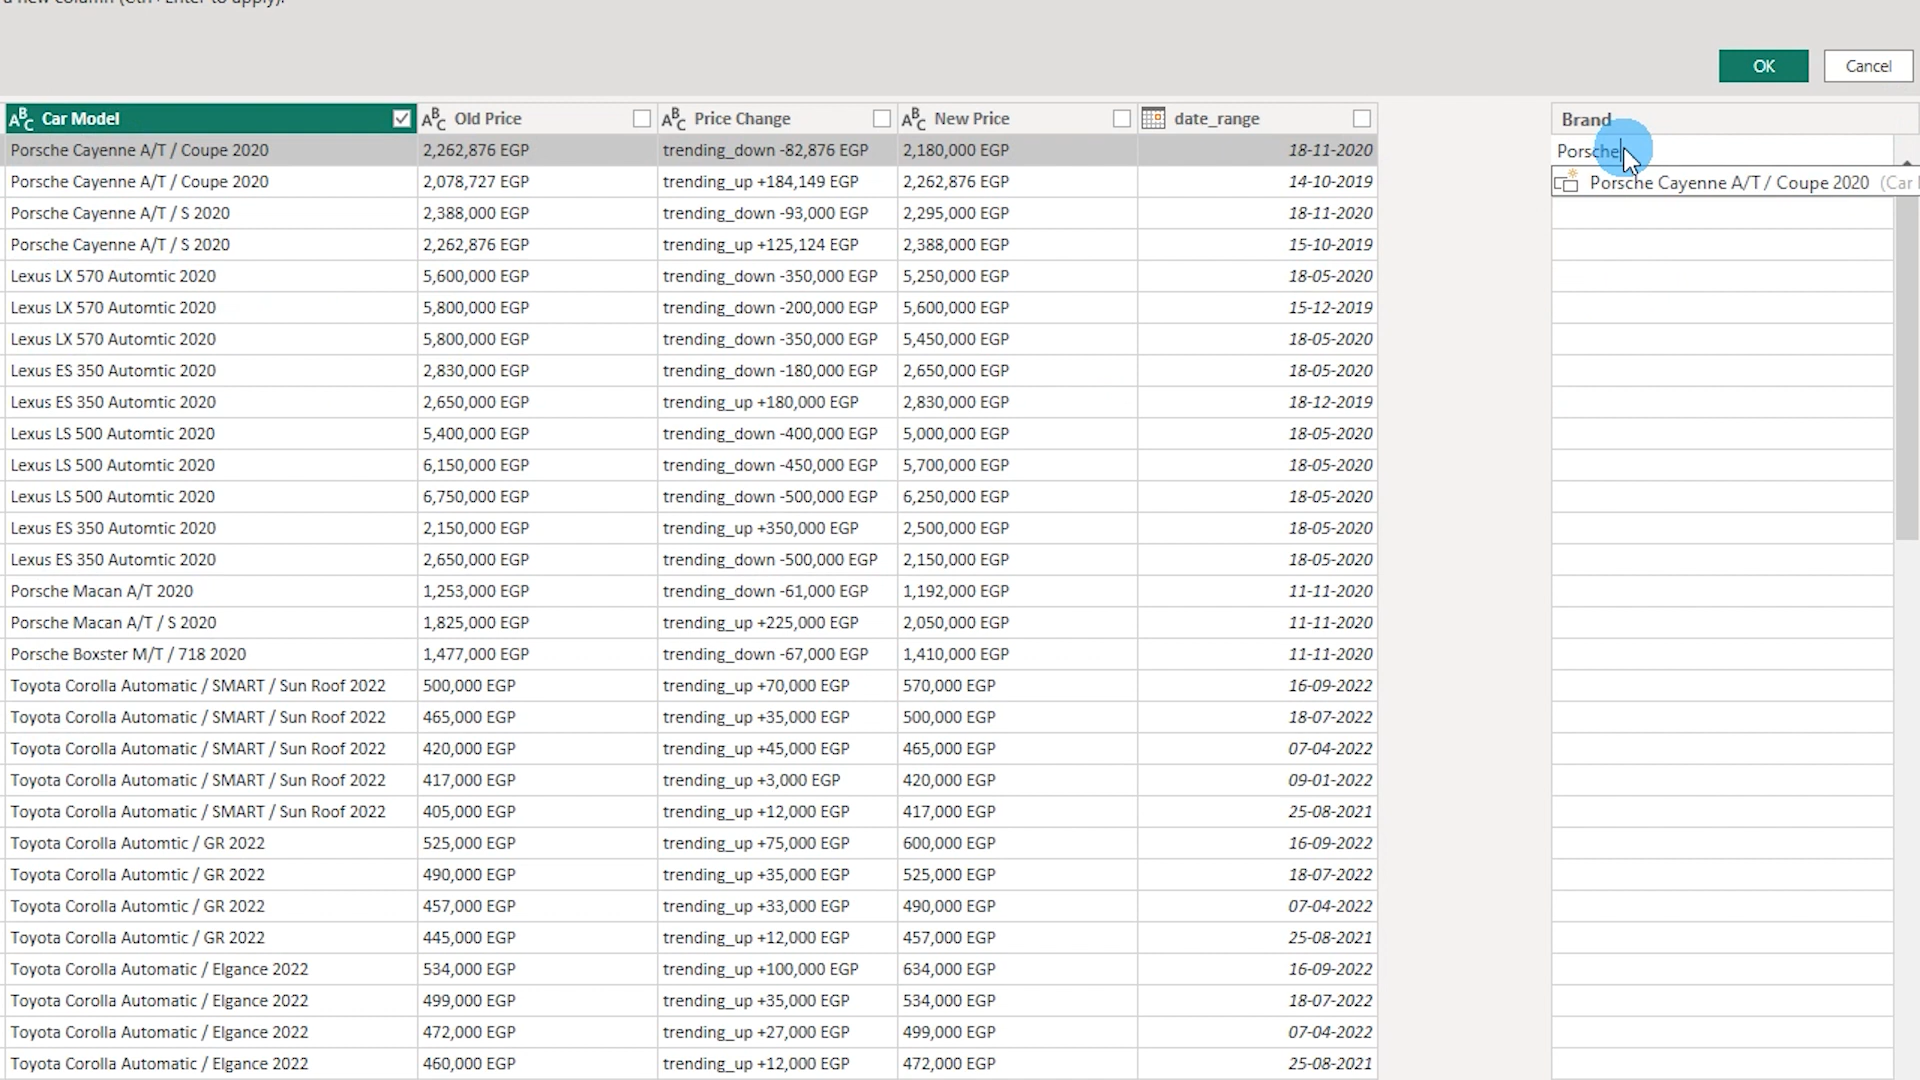 a new column (Ctrl+Enter to apply).
OK Cancel
Car Model Old Price Price Change New Price date_range Brand
Porsche Cayenne A/T / Coupe 2020 2,262,876 EGP trending_down -82,876 EGP 2,180,000 EGP 18-11-2020 Porsche
Porsche Cayenne A/T / Coupe 2020 2,078,727 EGP trending_up +184,149 EGP 2,262,876 EGP 14-10-2019 Porsche Cayenne A/T / Coupe 2020 (Car
Porsche Cayenne A/T / S 2020 2,388,000 EGP trending_down -93,000 EGP 2,295,000 EGP 18-11-2020
Porsche Cayenne A/T / S 2020 2,262,876 EGP trending_up +125,124 EGP 2,388,000 EGP 15-10-2019
Lexus LX 570 Automtic 2020 5,600,000 EGP trending_down -350,000 EGP 5,250,000 EGP 18-05-2020
Lexus LX 570 Automtic 2020 5,800,000 EGP trending_down -200,000 EGP 5,600,000 EGP 15-12-2019
Lexus LX 570 Automtic 2020 5,800,000 EGP trending_down -350,000 EGP 5,450,000 EGP 18-05-2020
Lexus ES 350 Automtic 2020 2,830,000 EGP trending_down -180,000 EGP 2,650,000 EGP 18-05-2020
Lexus ES 350 Automtic 2020 2,650,000 EGP trending_up +180,000 EGP 2,830,000 EGP 18-12-2019
Lexus LS 500 Automtic 2020 5,400,000 EGP trending_down -400,000 EGP 5,000,000 EGP 18-05-2020
Lexus LS 500 Automtic 2020 6,150,000 EGP trending_down -450,000 EGP 5,700,000 EGP 18-05-2020
Lexus LS 500 Automtic 2020 6,750,000 EGP trending_down -500,000 EGP 6,250,000 EGP 18-05-2020
Lexus ES 350 Automtic 2020 2,150,000 EGP trending_up +350,000 EGP 2,500,000 EGP 18-05-2020
Lexus ES 350 Automtic 2020 2,650,000 EGP trending_down -500,000 EGP 2,150,000 EGP 18-05-2020
Porsche Macan A/T 2020 1,253,000 EGP trending_down -61,000 EGP 1,192,000 EGP 11-11-2020
Porsche Macan A/T / S 2020 1,825,000 EGP trending_up +225,000 EGP 2,050,000 EGP 11-11-2020
Porsche Boxster M/T / 718 2020 1,477,000 EGP trending_down -67,000 EGP 1,410,000 EGP 11-11-2020
Toyota Corolla Automatic / SMART / Sun Roof 2022 500,000 EGP trending_up +70,000 EGP 570,000 EGP 16-09-2022
Toyota Corolla Automatic / SMART / Sun Roof 2022 465,000 EGP trending_up +35,000 EGP 500,000 EGP 18-07-2022
Toyota Corolla Automatic / SMART / Sun Roof 2022 420,000 EGP trending_up +45,000 EGP 465,000 EGP 07-04-2022
Toyota Corolla Automatic / SMART / Sun Roof 2022 417,000 EGP trending_up +3,000 EGP 420,000 EGP 09-01-2022
Toyota Corolla Automatic / SMART / Sun Roof 2022 405,000 EGP trending_up +12,000 EGP 417,000 EGP 25-08-2021
Toyota Corolla Automtic / GR 2022 525,000 EGP trending_up +75,000 EGP 600,000 EGP 16-09-2022
Toyota Corolla Automtic / GR 2022 490,000 EGP trending_up +35,000 EGP 525,000 EGP 18-07-2022
Toyota Corolla Automtic / GR 2022 457,000 EGP trending_up +33,000 EGP 490,000 EGP 07-04-2022
Toyota Corolla Automtic / GR 2022 445,000 EGP trending_up +12,000 EGP 457,000 EGP 25-08-2021
Toyota Corolla Automatic / Elgance 2022 534,000 EGP trending_up +100,000 EGP 634,000 EGP 16-09-2022
Toyota Corolla Automatic / Elgance 2022 499,000 EGP trending_up +35,000 EGP 534,000 EGP 18-07-2022
Toyota Corolla Automatic / Elgance 2022 472,000 EGP trending_up +27,000 EGP 499,000 EGP 07-04-2022
Toyota Corolla Automatic / Elgance 2022 460,000 EGP trending_up +12,000 EGP 472,000 EGP 25-08-2021